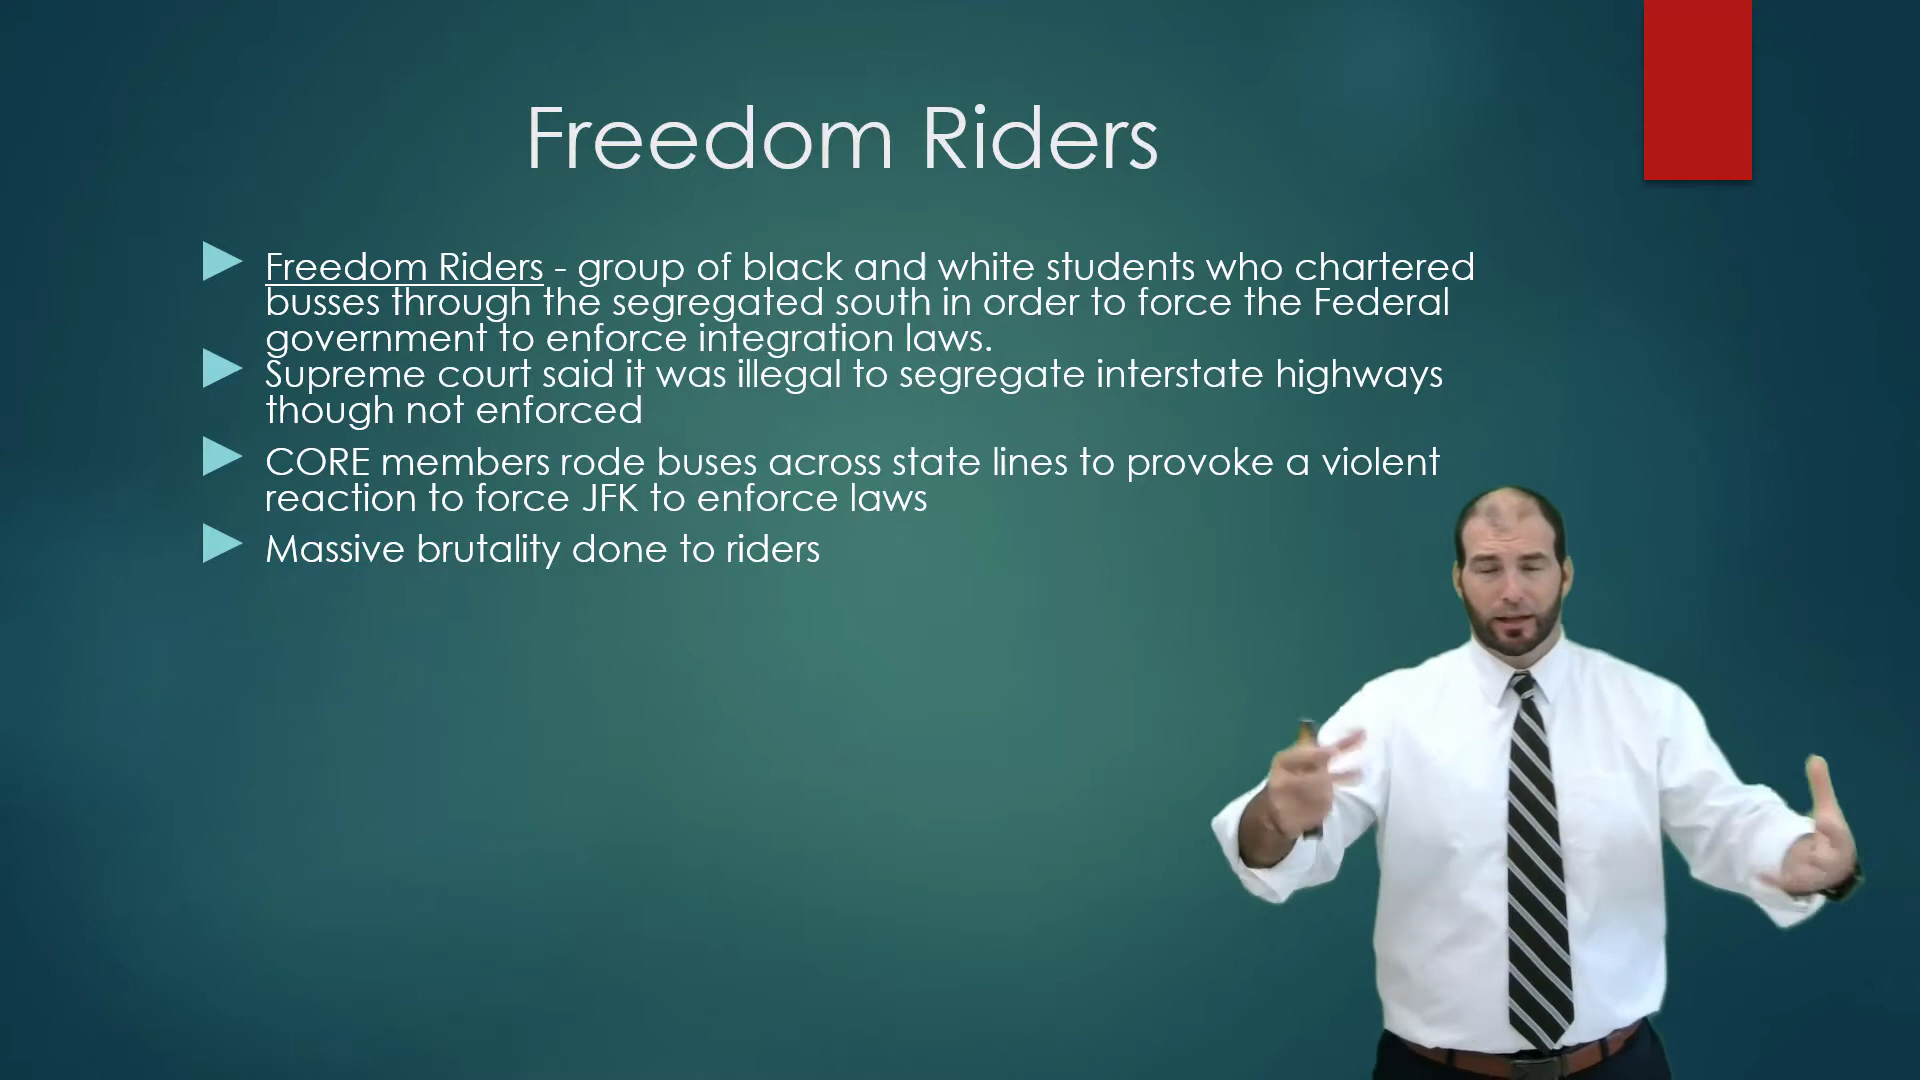 Freedom Riders
Freedom Riders - group of black and white students who chartered
busses through the segregated south in order to force the Federal
government to enforce integration laws.
Supreme court said it was illegal to segregate interstate highways
though not enforced
CORE members rode buses across state lines to provoke a violent
reaction to force JFK to enforce laws
Massive brutality done to riders